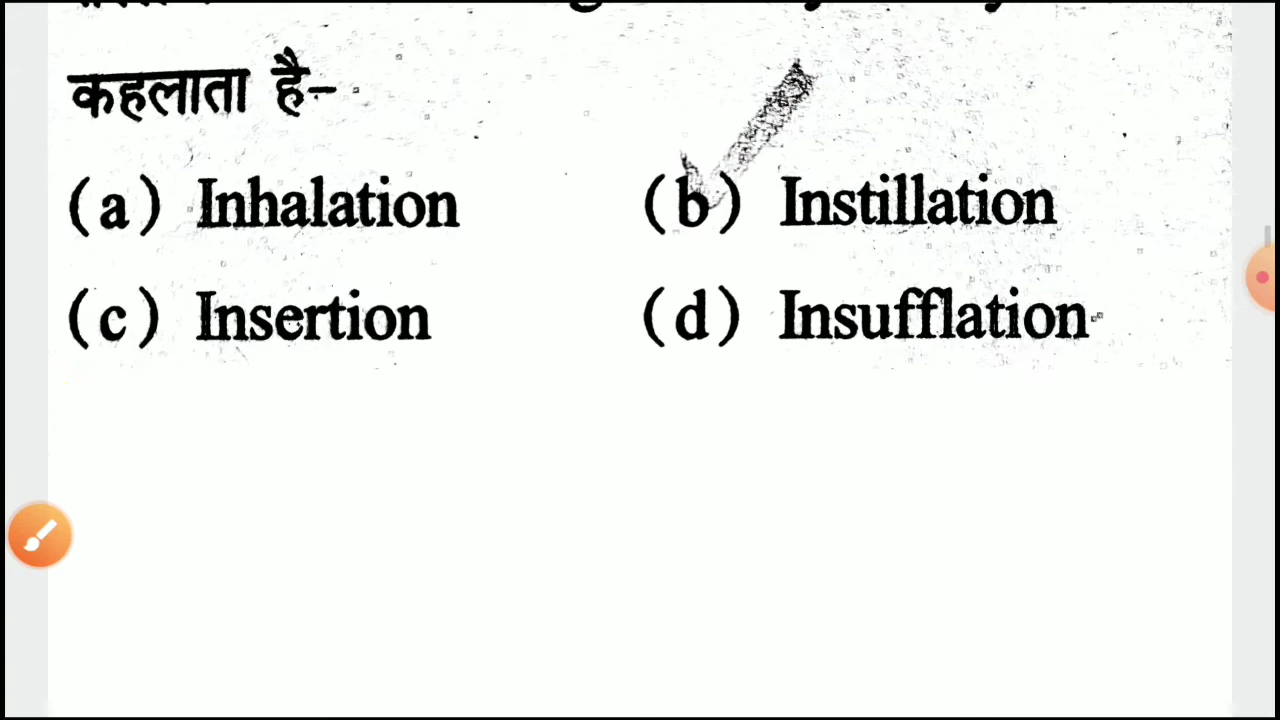 कहलाता है-
(a) Inhalation (b) Instillation
(c) Insertion (d) Insufflation